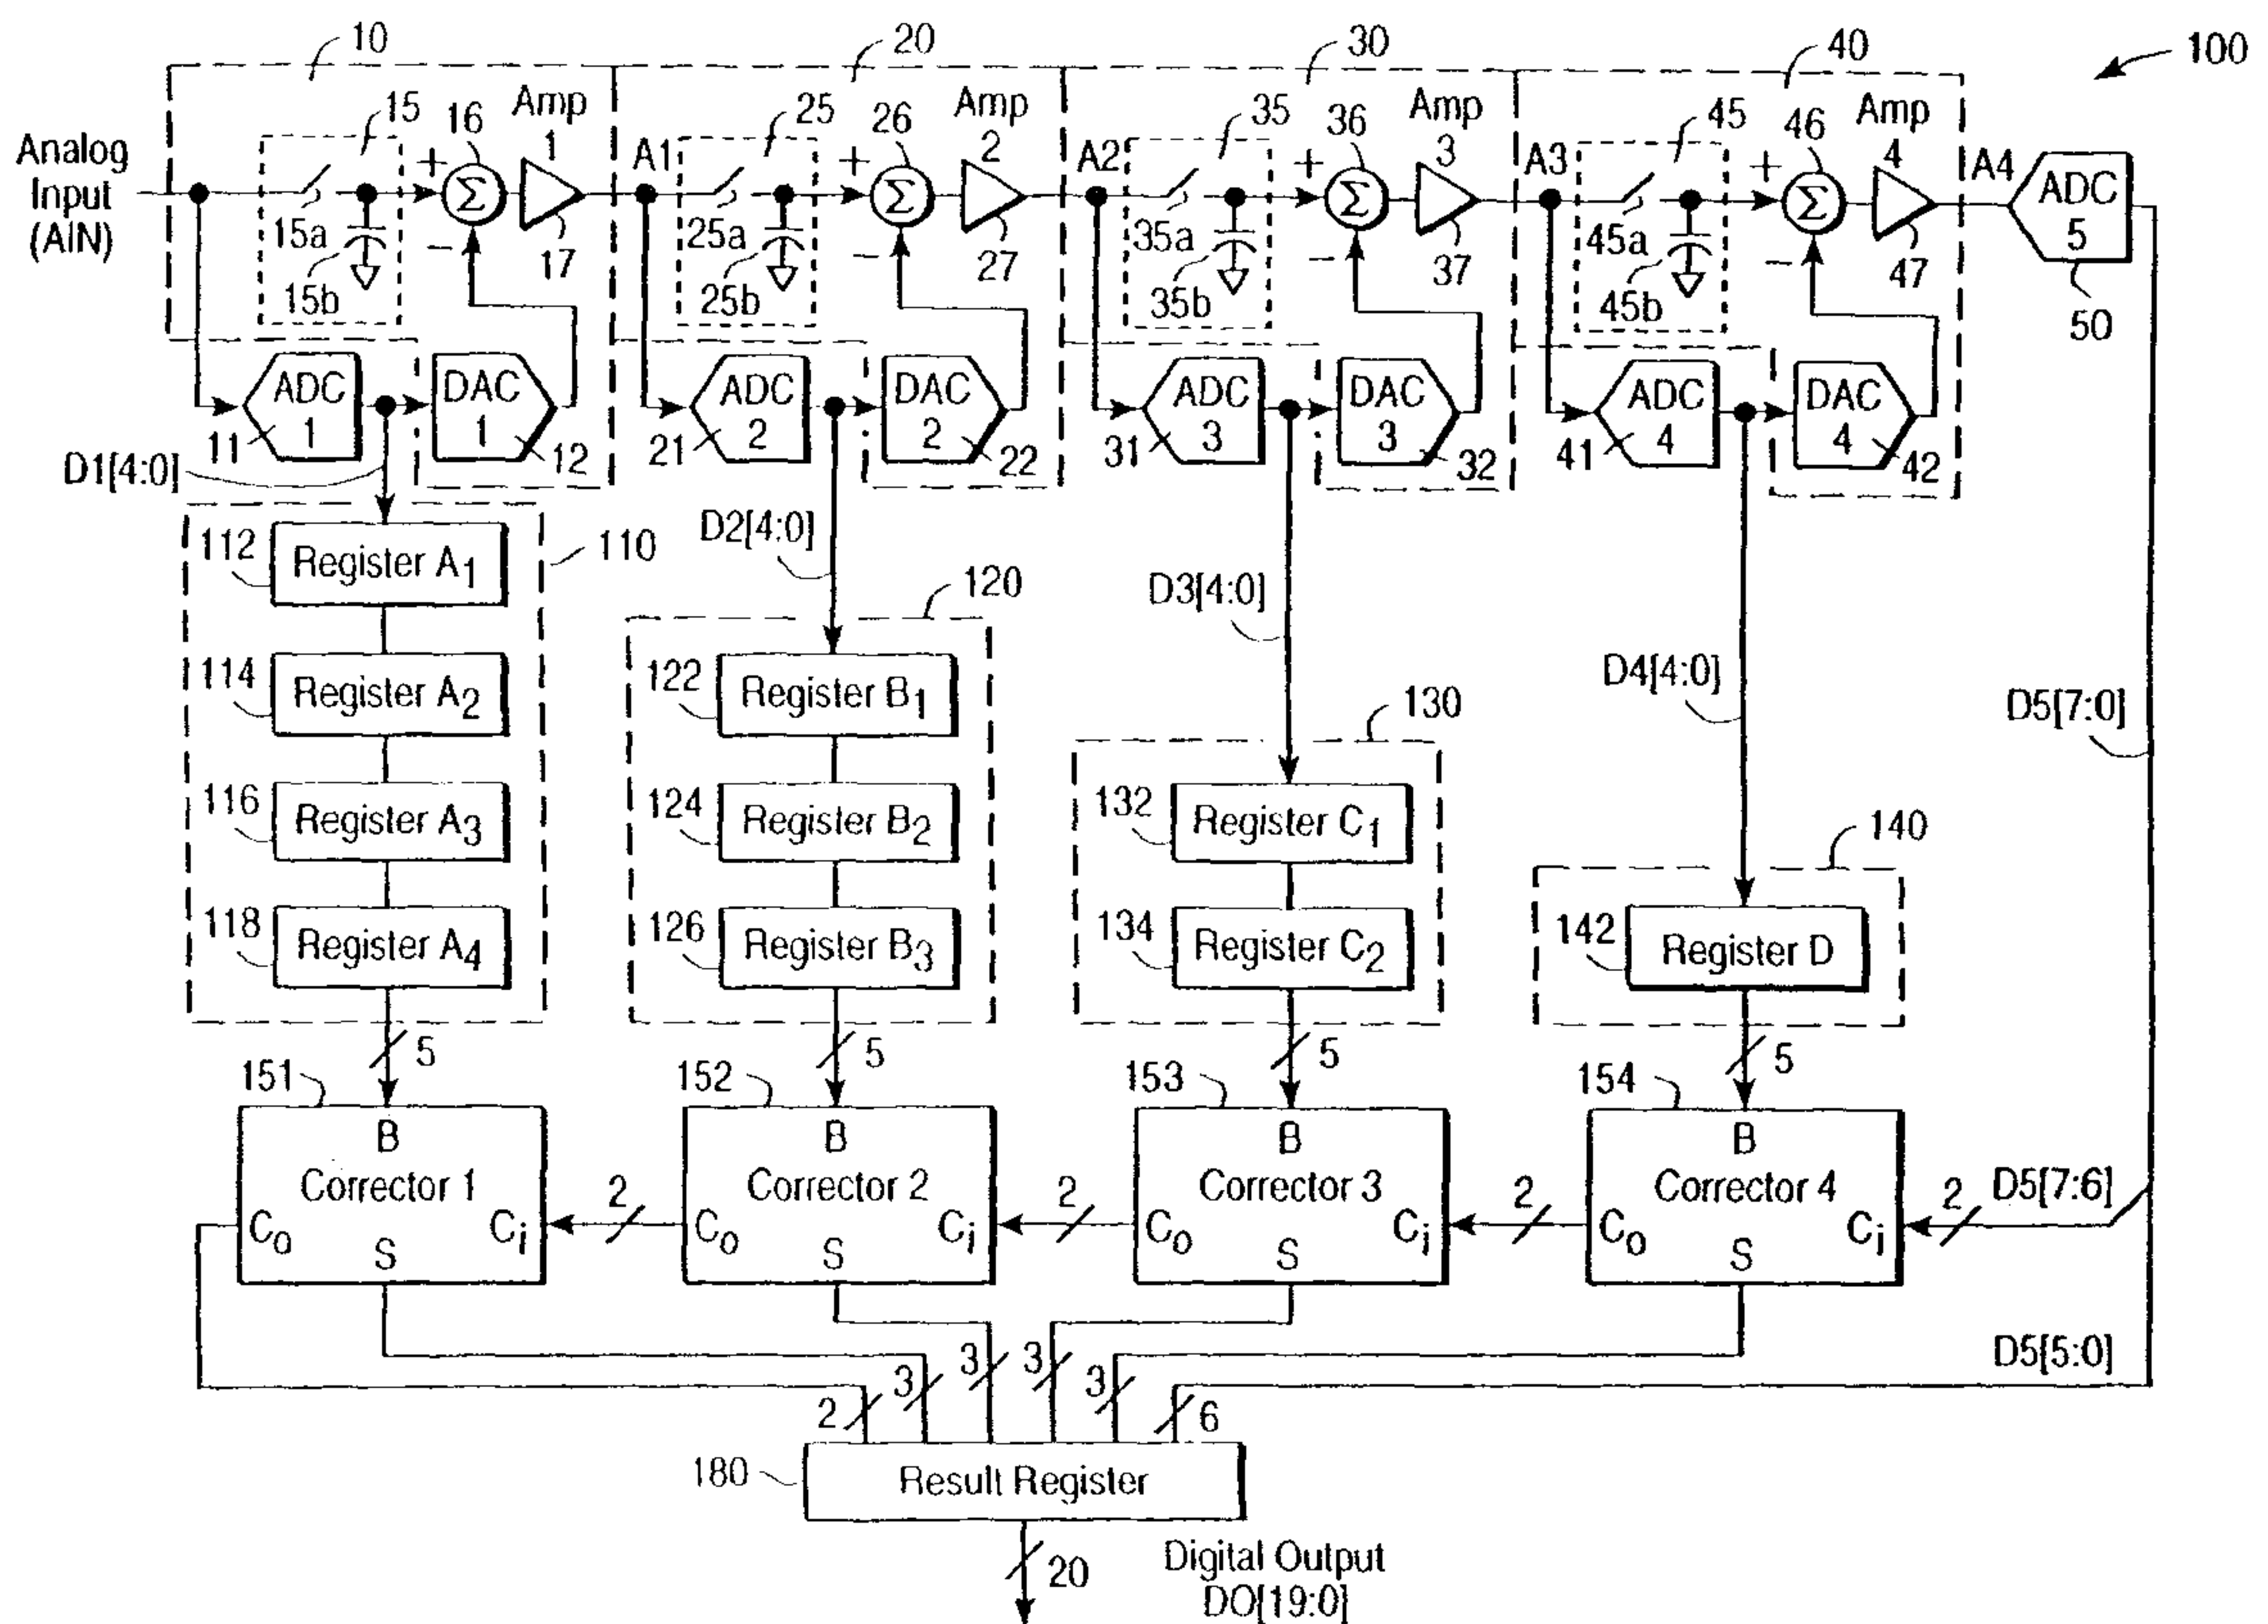 10
20
30
40
100
Analog
Input
(AIN)
15
16
Amp
1
17
+
−
15a
15b
A1
25
26
Amp
2
27
+
−
25a
25b
A2
35
36
Amp
3
37
+
−
35a
35b
A3
45
46
Amp
4
47
+
−
45a
45b
A4
Σ
Σ
Σ
Σ
ADC
5
50
ADC
1
11
DAC
1
12
ADC
2
21
DAC
2
22
ADC
3
31
DAC
3
32
ADC
4
41
DAC
4
42
D1[4:0]
D2[4:0]
D3[4:0]
D4[4:0]
D5[7:0]
110
112
Register A1
114
Register A2
116
Register A3
118
Register A4
120
122
Register B1
124
Register B2
126
Register B3
130
132
Register C1
134
Register C2
140
142
Register D
5
5
5
5
151
B
Corrector 1
Co
Ci
S
2
152
B
Corrector 2
Co
Ci
S
2
153
B
Corrector 3
Co
Ci
S
2
154
B
Corrector 4
Co
Ci
S
2
D5[7:6]
D5[5:0]
2
3
3
3
3
6
180
Result Register
20
Digital Output
DO[19:0]